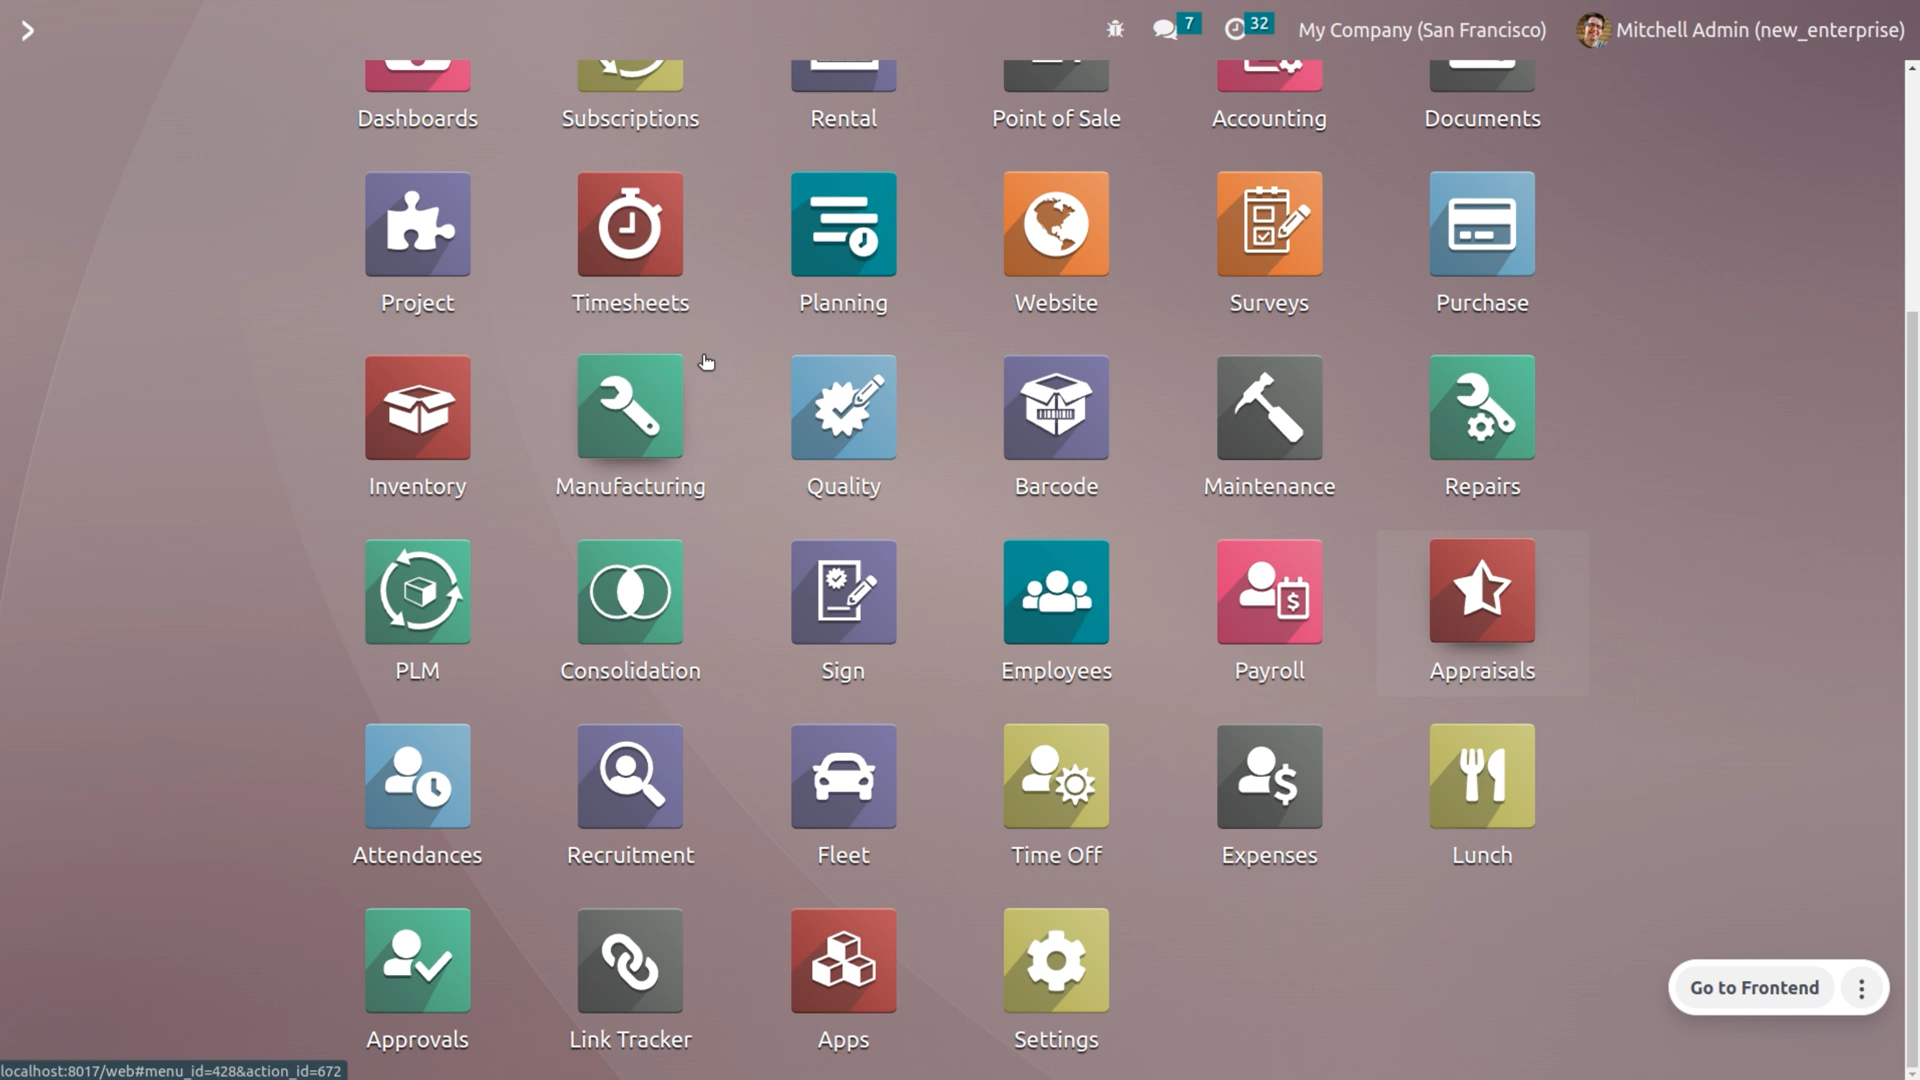 7
32
My Company (San Francisco)
Mitchell Admin (new_enterprise)
Dashboards
Subscriptions
Rental
Point of Sale
Accounting
Documents
Project
Timesheets
Planning
Website
Surveys
Purchase
Inventory
Manufacturing
Quality
Barcode
Maintenance
Repairs
PLM
Consolidation
Sign
Employees
Payroll
Appraisals
Attendances
Recruitment
Fleet
Time Off
Expenses
Lunch
Go to Frontend
Approvals
Link Tracker
Apps
Settings
localhost:8017/web#menu_id=428&action_id=672